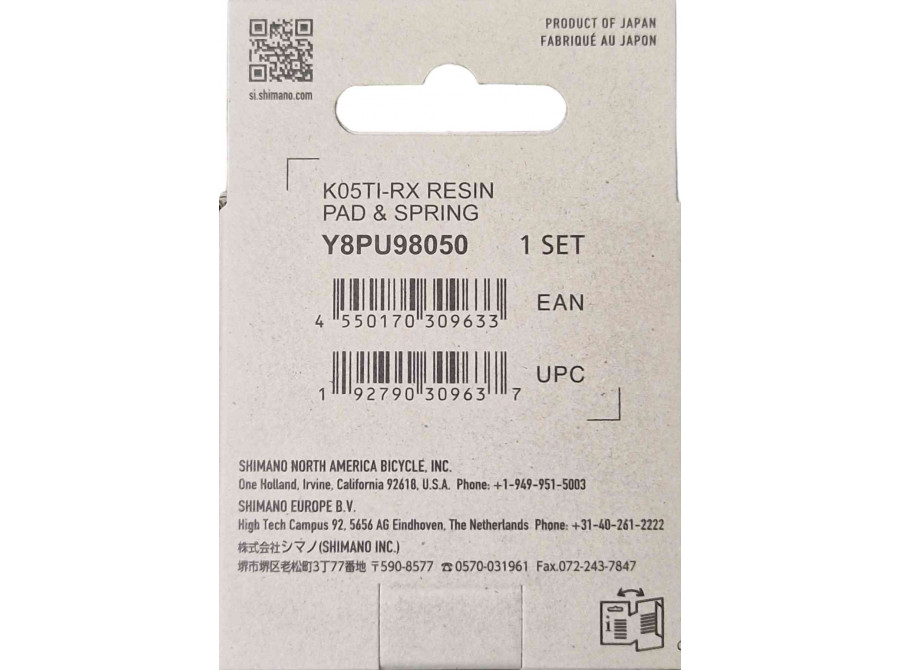 PRODUCT OF JAPAN
FABRIQUÉ AU JAPON
si.shimano.com
K05TI-RX RESIN
PAD & SPRING
Y8PU98050 1 SET
4 550170 309633 EAN
1 92790 30963 7 UPC
SHIMANO NORTH AMERICA BICYCLE, INC.
One Holland, Irvine, California 92618, U.S.A. Phone: +1-949-951-5003
SHIMANO EUROPE B.V.
High Tech Campus 92, 5656 AG Eindhoven, The Netherlands Phone: +31-40-261-2222
株式会社シマノ(SHIMANO INC.)
堺市堺区老松町3丁77番地 〒590-8577 ☎0570-031961 Fax.072-243-7847
i